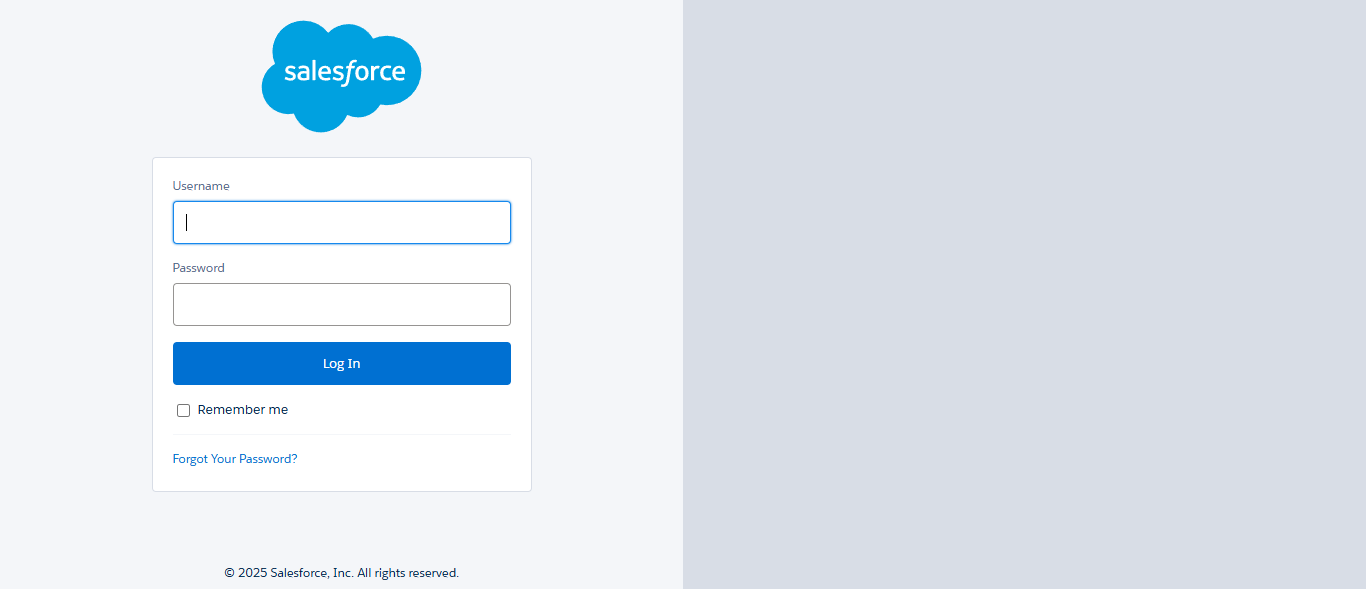 salesforce
Username
Password
Log In
Remember me
Forgot Your Password?
© 2025 Salesforce, Inc. All rights reserved.